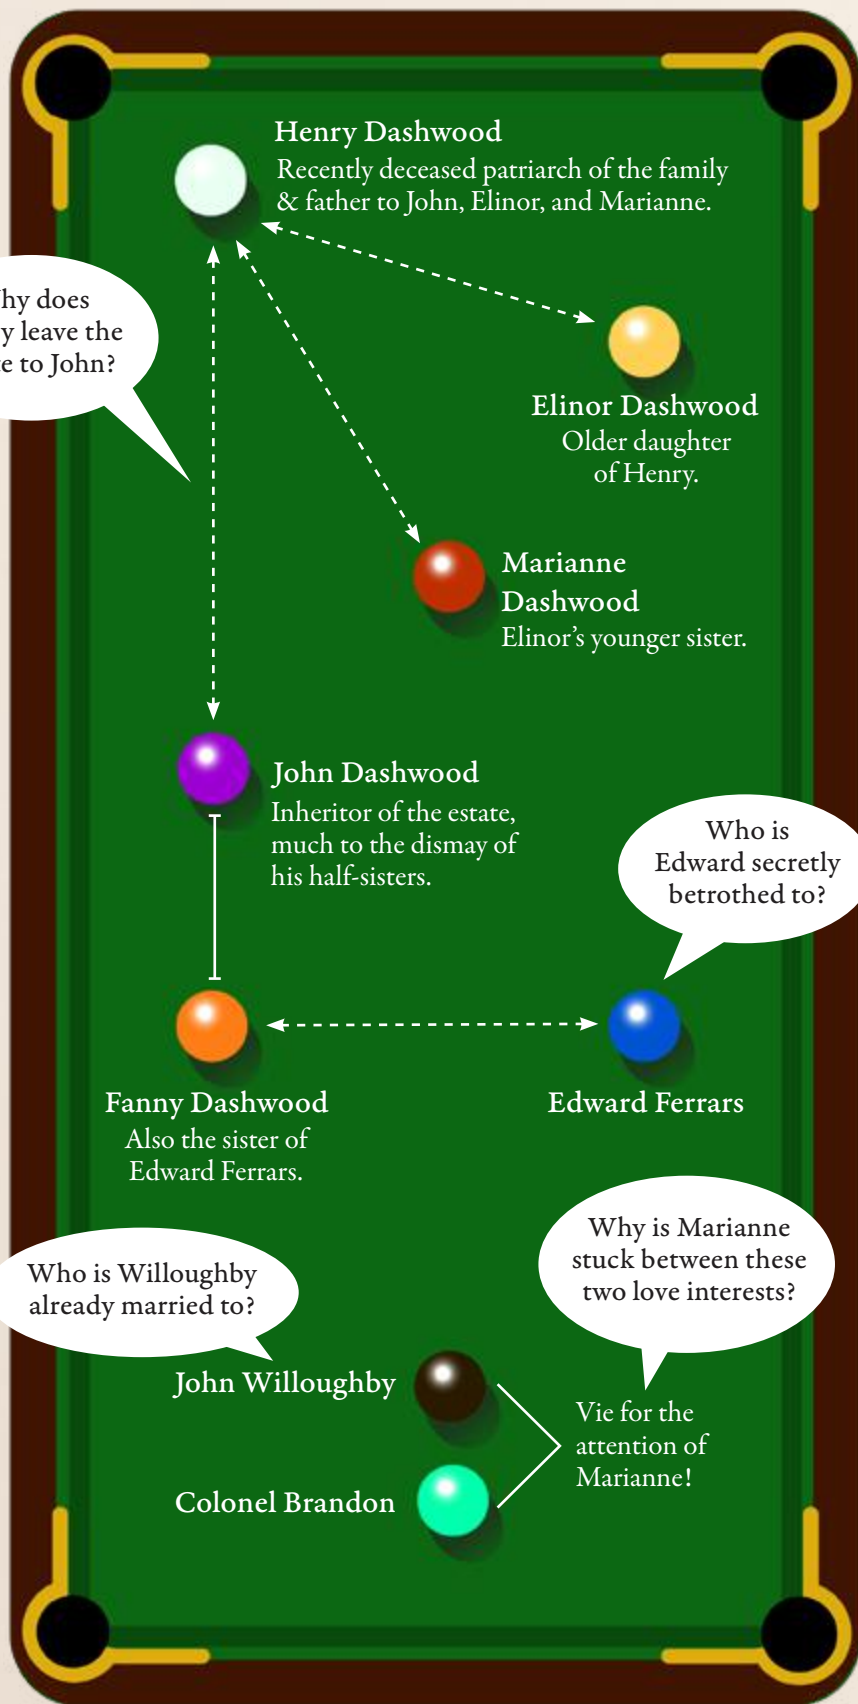 Henry Dashwood
Recently deceased patriarch of the family
& father to John, Elinor, and Marianne.
does
leave the
to John?
Elinor Dashwood
Older daughter
of Henry.
Marianne
Dashwood
Elinor’s younger sister.
John Dashwood
Inheritor of the estate,
much to the dismay of
his half-sisters.
Who is
Edward secretly
betrothed to?
Fanny Dashwood
Also the sister of
Edward Ferrars.
Edward Ferrars
Who is Willoughby
already married to?
Why is Marianne
stuck between these
two love interests?
John Willoughby
Vie for the
attention of
Marianne!
Colonel Brandon